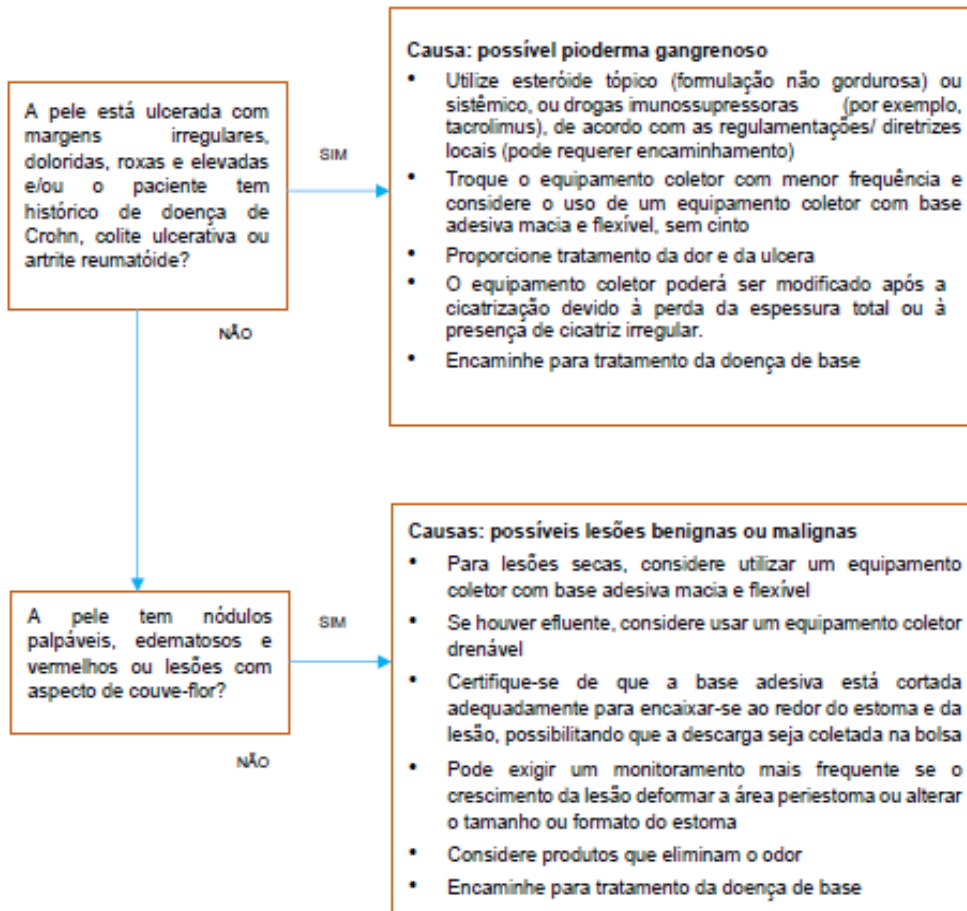 A pele está ulcerada com
margens irregulares,
doloridas, roxas e elevadas
e/ou o paciente tem
histórico de doença de
Crohn, colite ulcerativa ou
artrite reumatóide?
SIM
NÃO
Causa: possível pioderma gangrenoso
• Utilize esteróide tópico (formulação não gordurosa) ou
sistêmico, ou drogas imunossupressoras (por exemplo,
tacrolimus), de acordo com as regulamentações/ diretrizes
locais (pode requerer encaminhamento)
• Troque o equipamento coletor com menor frequência e
considere o uso de um equipamento coletor com base
adesiva macia e flexível, sem cinto
• Proporcione tratamento da dor e da ulcera
• O equipamento coletor poderá ser modificado após a
cicatrização devido à perda da espessura total ou à
presença de cicatriz irregular.
• Encaminhe para tratamento da doença de base
A pele tem nódulos
palpáveis, edematosos e
vermelhos ou lesões com
aspecto de couve-flor?
SIM
NÃO
Causas: possíveis lesões benignas ou malignas
• Para lesões secas, considere utilizar um equipamento
coletor com base adesiva macia e flexível
• Se houver efluente, considere usar um equipamento coletor
drenável
• Certifique-se de que a base adesiva está cortada
adequadamente para encaixar-se ao redor do estoma e da
lesão, possibilitando que a descarga seja coletada na bolsa
• Pode exigir um monitoramento mais frequente se o
crescimento da lesão deformar a área periestoma ou alterar
o tamanho ou formato do estoma
• Considere produtos que eliminam o odor
• Encaminhe para tratamento da doença de base